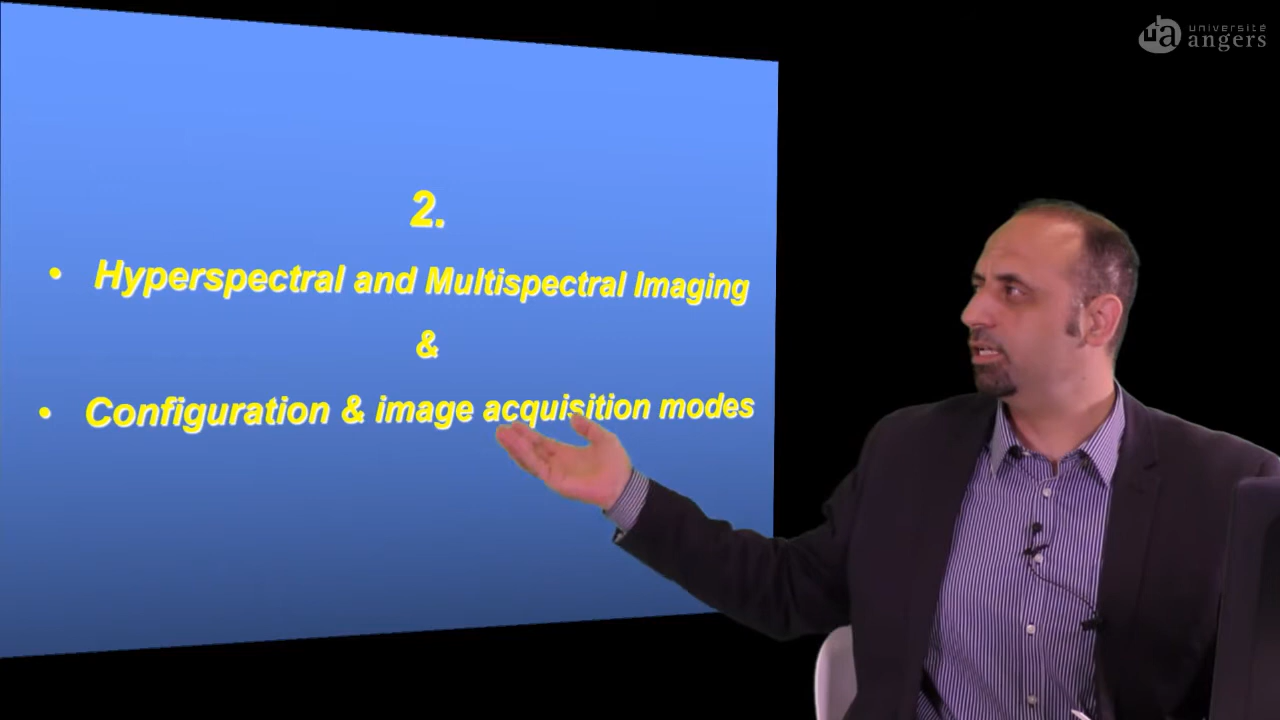 université
angers
2.
• Hyperspectral and Multispectral Imaging
&
• Configuration & image acquisition modes